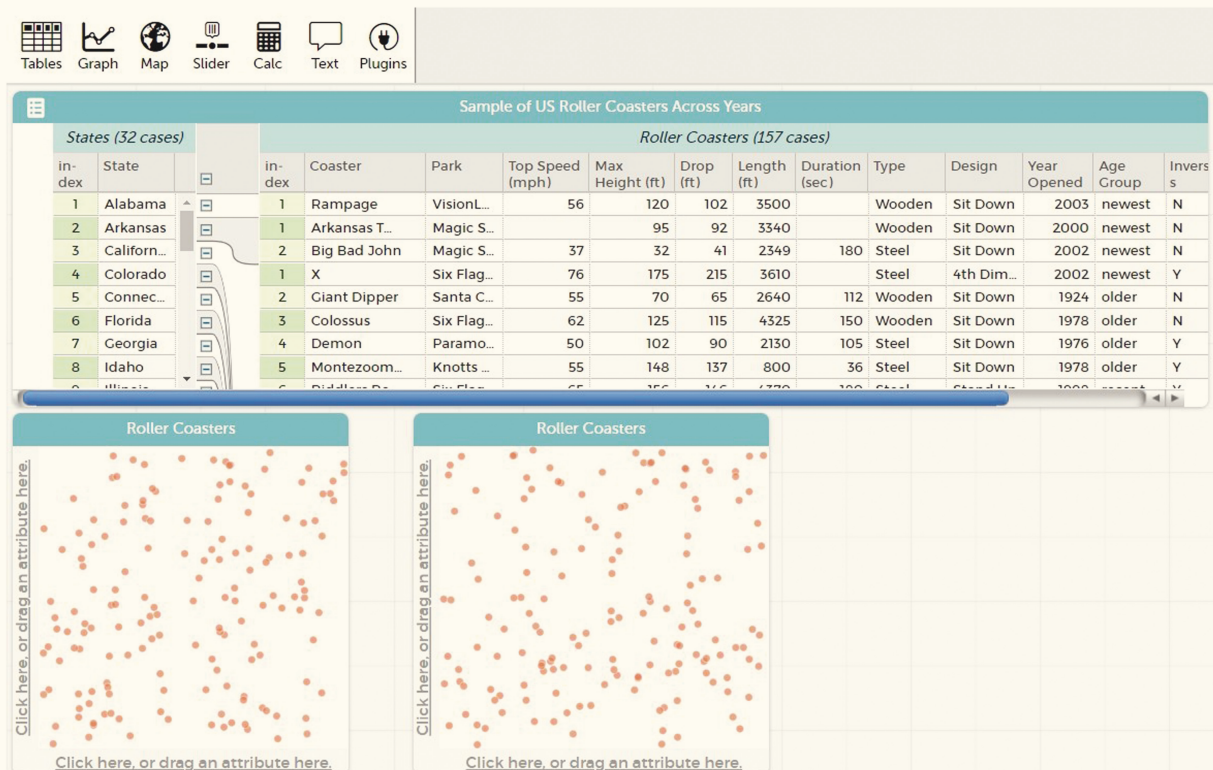 Tables Graph Map Slider Calc Text Plugins
Sample of US Roller Coasters Across Years
States (32 cases) Roller Coasters (157 cases)
in- State in- Coaster Park Top Speed Max Drop Length Duration Type Design Year Age Invers
dex dex (mph) Height (ft) (ft) (ft) (sec) Opened Group s
1 Alabama 1 Rampage VisionL... 56 120 102 3500 Wooden Sit Down 2003 newest N
2 Arkansas 1 Arkansas T... Magic S... 95 92 3340 Wooden Sit Down 2000 newest N
3 Californ... 2 Big Bad John Magic S... 37 32 41 2349 180 Steel Sit Down 2002 newest N
4 Colorado 1 X Six Flag... 76 175 215 3610 Steel 4th Dim... 2002 newest Y
5 Connec... 2 Giant Dipper Santa C... 55 70 65 2640 112 Wooden Sit Down 1924 older N
6 Florida 3 Colossus Six Flag... 62 125 115 4325 150 Wooden Sit Down 1978 older N
7 Georgia 4 Demon Paramo... 50 102 90 2130 105 Steel Sit Down 1976 older Y
8 Idaho 5 Montezoom... Knotts ... 55 148 137 800 36 Steel Sit Down 1978 older Y
Roller Coasters Roller Coasters
Click here, or drag an attribute here.
Click here, or drag an attribute here.
Click here, or drag an attribute here. Click here, or drag an attribute here.